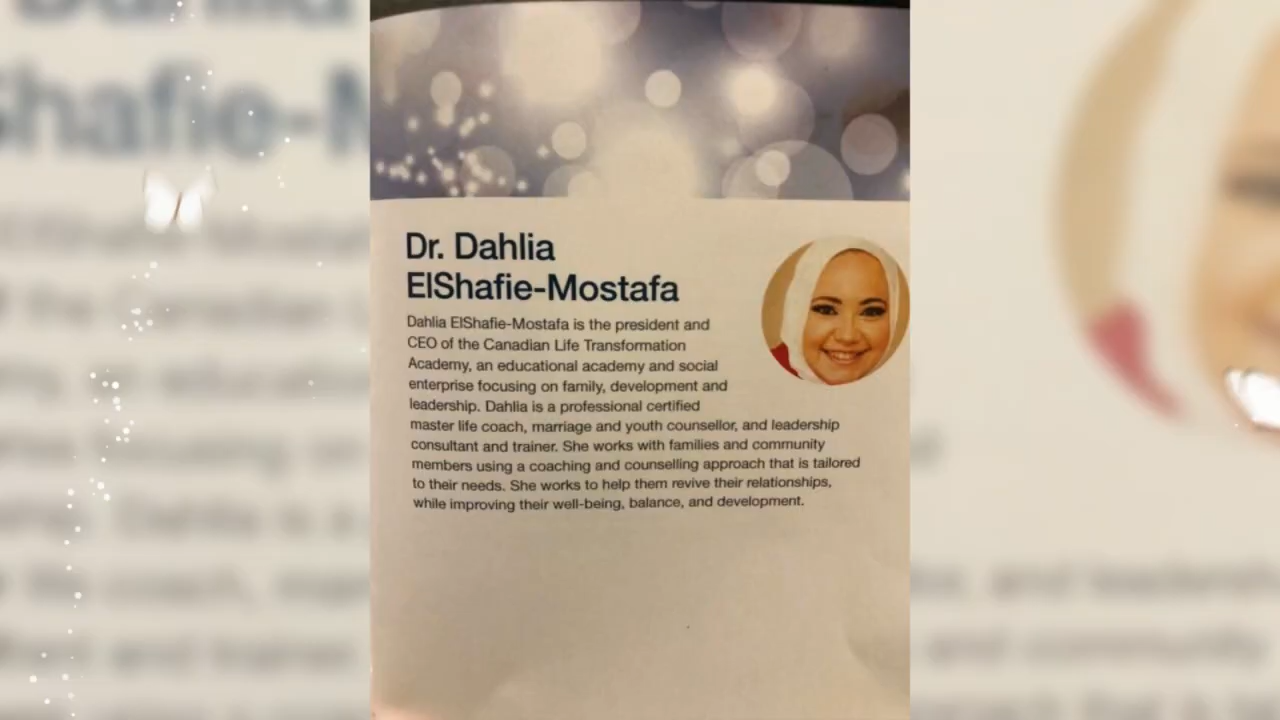 Dr. Dahlia
ElShafie-Mostafa
Dahlia ElShafie-Mostafa is the president and
CEO of the Canadian Life Transformation
Academy, an educational academy and social
enterprise focusing on family, development and
leadership. Dahlia is a professional certified
master life coach, marriage and youth counsellor, and leadership
consultant and trainer. She works with families and community
members using a coaching and counselling approach that is tailored
to their needs. She works to help them revive their relationships,
while improving their well-being, balance, and development.